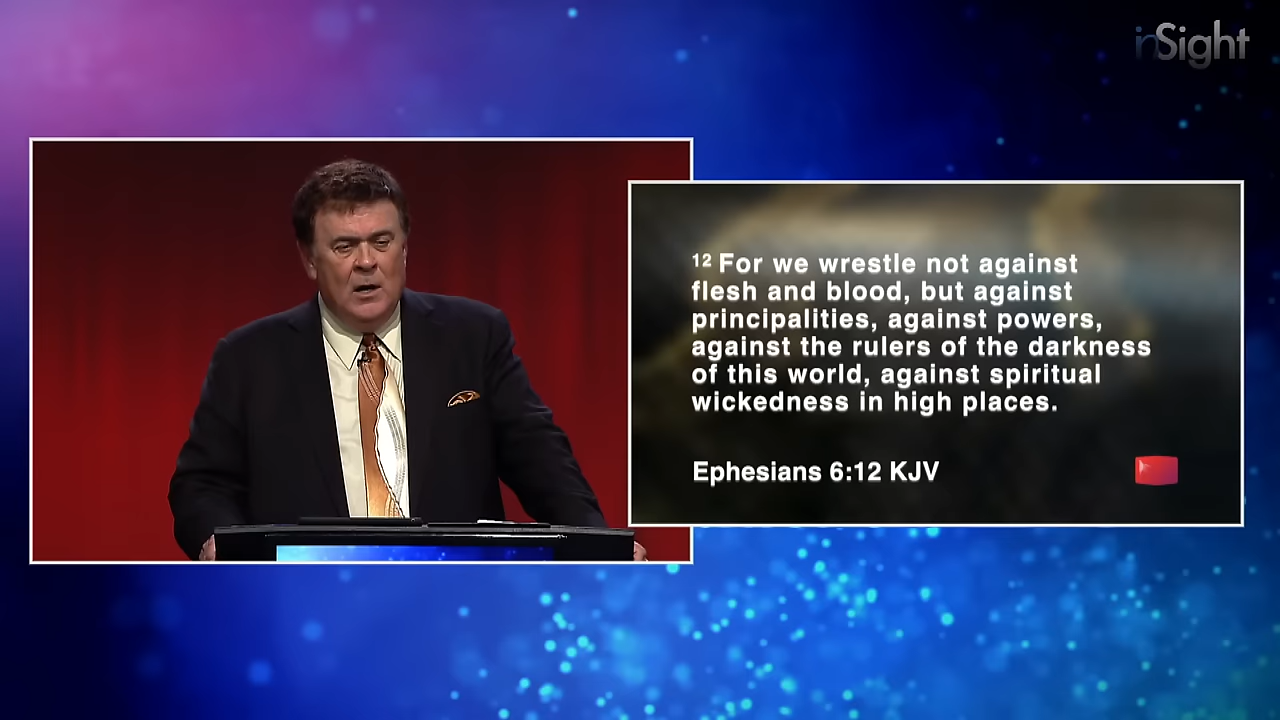 inSight
12 For we wrestle not against
flesh and blood, but against
principalities, against powers,
against the rulers of the darkness
of this world, against spiritual
wickedness in high places.
Ephesians 6:12 KJV